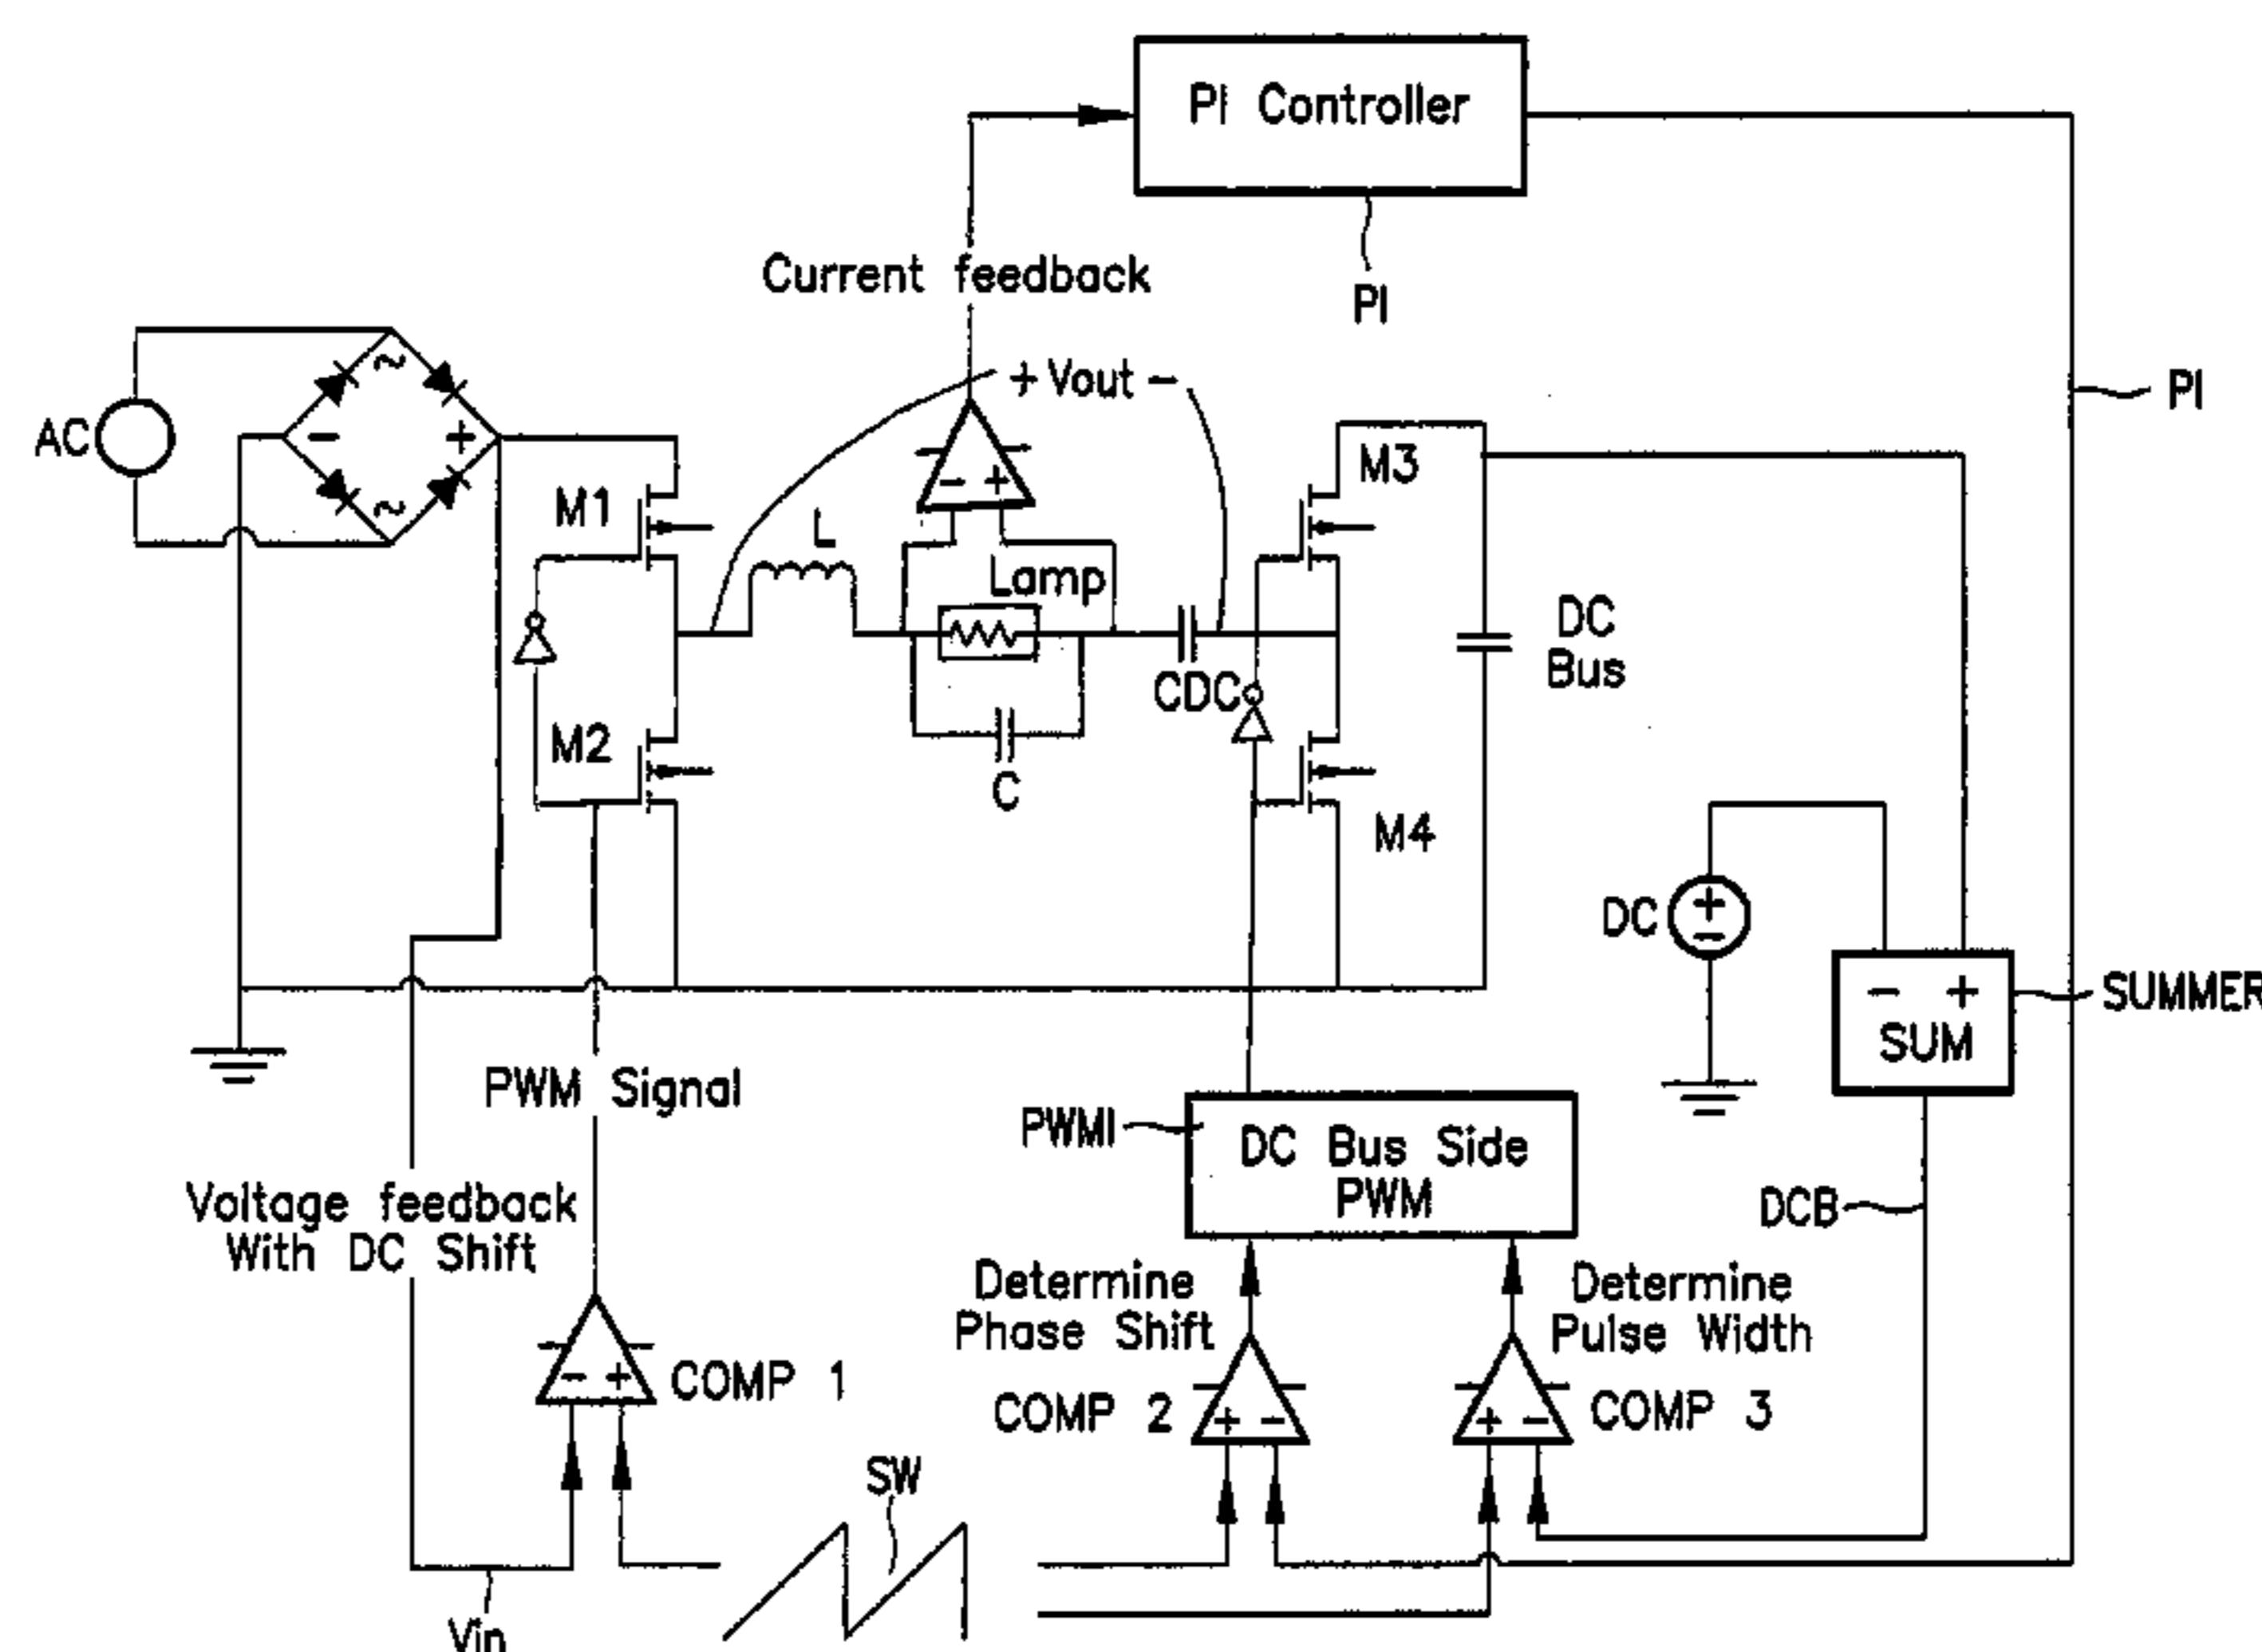 PI Controller
PI
Current feedback
+ Vout -
PI
~
AC
- +
~
M1
L
- +
Lamp
M3
DC
Bus
M2
CDC
C
M4
DC
+
-
- +
SUM
SUMMER
PWM Signal
PWMI
DC Bus Side
PWM
DCB
Voltage feedback
With DC Shift
Determine
Phase Shift
Determine
Pulse Width
- +
COMP 1
COMP 2
+ -
+ -
COMP 3
SW
Vin